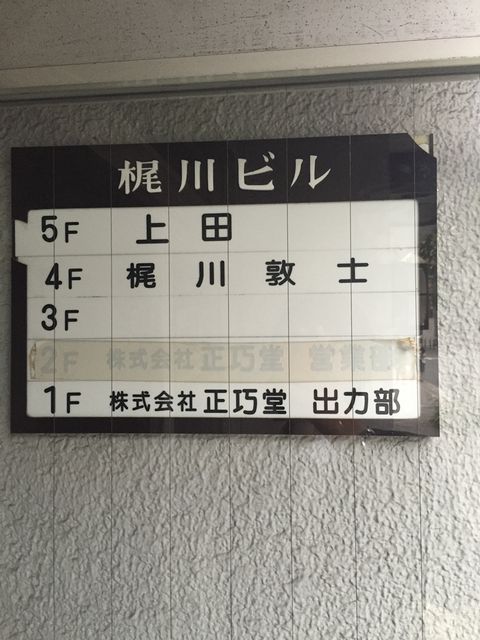 梶川ビル
5F 上田
4F 梶川敦士
3F
2F 株式会社 正巧堂 営業部
1F 株式会社 正巧堂 出力部